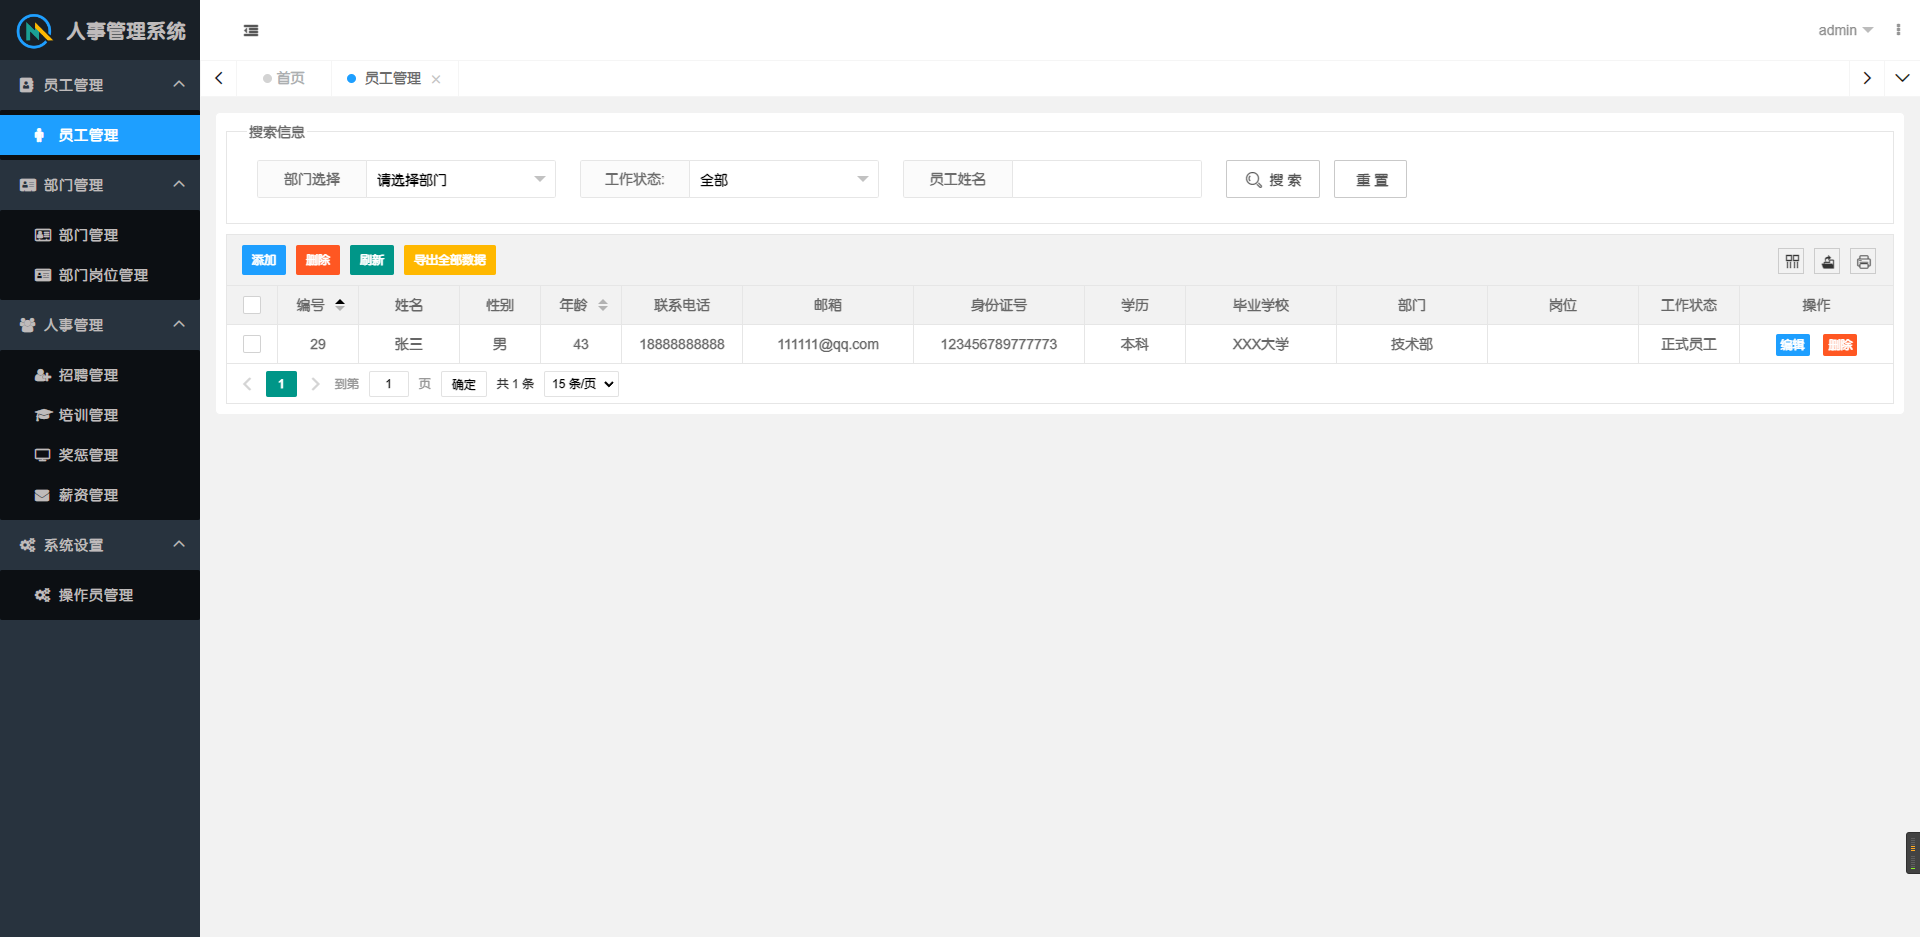 人事管理系统
admin
员工管理
员工管理
部门管理
部门管理
部门岗位管理
人事管理
招聘管理
培训管理
奖惩管理
薪资管理
系统设置
操作员管理
首页 员工管理
搜索信息
部门选择 请选择部门 工作状态: 全部 员工姓名 搜 索 重 置
添加 删除 刷新 导出全部数据
编号 姓名 性别 年龄 联系电话 邮箱 身份证号 学历 毕业学校 部门 岗位 工作状态 操作
29 张三 男 43 18888888888 111111@qq.com 123456789777773 本科 XXX大学 技术部 正式员工 编辑 删除
1 到第 1 页 确定 共 1 条 15 条/页